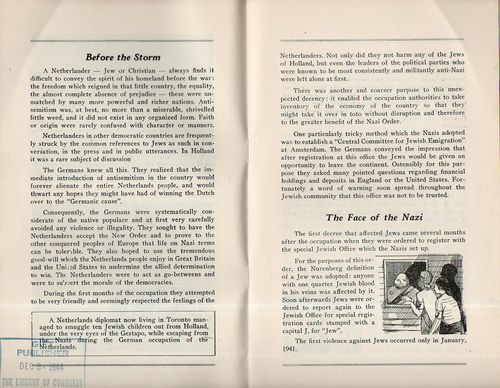 Before the Storm
A Netherlander — Jew or Christian — always finds it
difficult to convey the spirit of his homeland before the war:
the freedom which reigned in that little country, the equality,
the almost complete absence of prejudice — these were un-
matched by many more powerful and richer nations. Anti-
semitism was, at best, no more than a miserable, shrivelled
little weed, and it did not exist in any organized form. Faith
or origin were rarely confused with character or manners.
Netherlanders in other democratic countries are frequent-
ly struck by the common references to Jews as such in con-
versation, in the press and in public utterances. In Holland
it was a rare subject of discussion
The Germans knew all this. They realized that the im-
mediate introduction of antisemitism in the country would
forever alienate the entire Netherlands people, and would
thwart any hopes they might have had of winning the Dutch
over to the "Germanic cause".
Consequently, the Germans were systematically con-
siderate of the native populace and at first very carefully
avoided any violence or illegality. They sought to have the
Netherlanders accept the New Order and to prove to the
other conquered peoples of Europe that life on Nazi terms
can be tolerable. They also hoped to use the tremendous
good-will which the Netherlands people enjoy in Great Britain
and the United States to undermine the allied determination
to win. The Netherlanders were to act as go-betweens and
were to subvert the morale of the democracies.
During the first months of the occupation they attempted
to be very friendly and seemingly respected the feelings of the
A Netherlands diplomat now living in Toronto man-
aged to smuggle ten Jewish children out from Holland,
under the very eyes of the Gestapo, while escaping from
the German occupation of the
Netherlands.
PUBLISHER
DEC 8 1944
THE LIBRARY OF CONGRESS
Netherlanders. Not only did they not harm any of the Jews
of Holland, but even the leaders of the political parties who
were known to be most consistently and militantly anti-Nazi
were left alone at first.
There was another and coarser purpose to this unex-
pected decency: it enabled the occupation authorities to take
inventory of the economy of the country so that they
might take it over in toto without disruption and therefore
to the greater benefit of the Nazi Order.
One particularly tricky method which the Nazis adopted
was to establish a "Central Committee for Jewish Emigration"
at Amsterdam. The Germans conveyed the impression that
after registration at this office the Jews would be given an
opportunity to leave the continent. Ostensibly for this pur-
pose they asked many pointed questions regarding financial
holdings and deposits in England or the United States. For-
tunately a word of warning soon spread throughout the
Jewish community that this office was not to be trusted.
The Face of the Nazi
The first decree that affected Jews came several months
after the occupation when they were ordered to register with
the special Jewish Office which the Nazis set up.
For the purposes of this or-
der, the Nurenberg definition
of a Jew was adopted: anyone
with one quarter Jewish blood
in his veins was affected by it.
Soon afterwards Jews were or-
dered to report again to the
Jewish Office for special regis-
tration cards stamped with a
capital J, for "Jew".
The first violence against Jews occurred only in January,
1941.